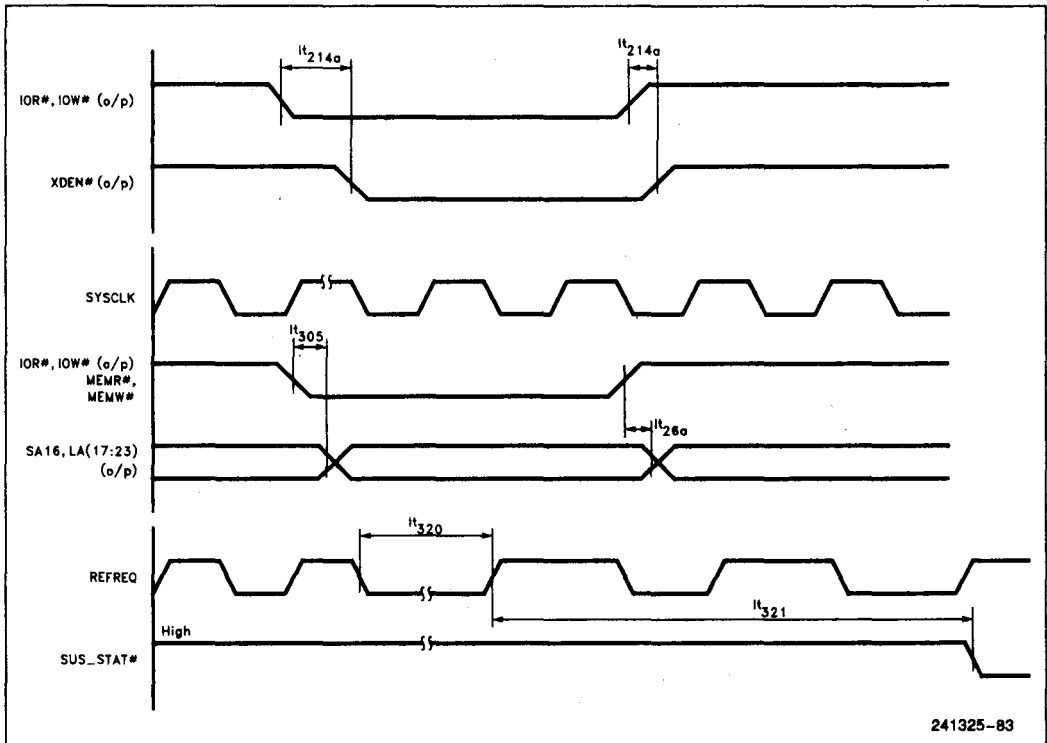 It214a
It214a
IOR#, IOW# (o/p)
XDEN# (o/p)
SYSCLK
It305
IOR#, IOW# (o/p)
MEMR#,
MEMW#
It26a
SA16, LA(17:23)
(o/p)
It320
REFREQ
It321
High
SUS_STAT#
241325-83